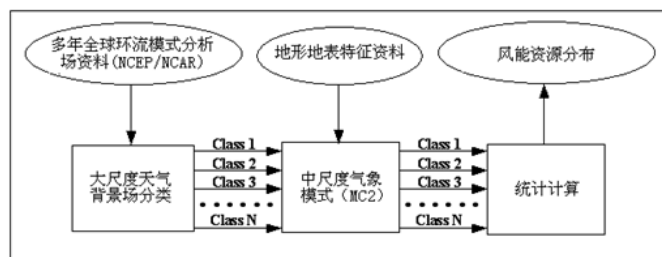 多年全球环流模式分析
场资料(NCEP/NCAR)
地形地表特征资料
风能资源分布
大尺度天气
背景场分类
Class 1
Class 2
Class 3
......
Class N
中尺度气象
模式（MC2）
Class 1
Class 2
Class 3
......
Class N
统计计算